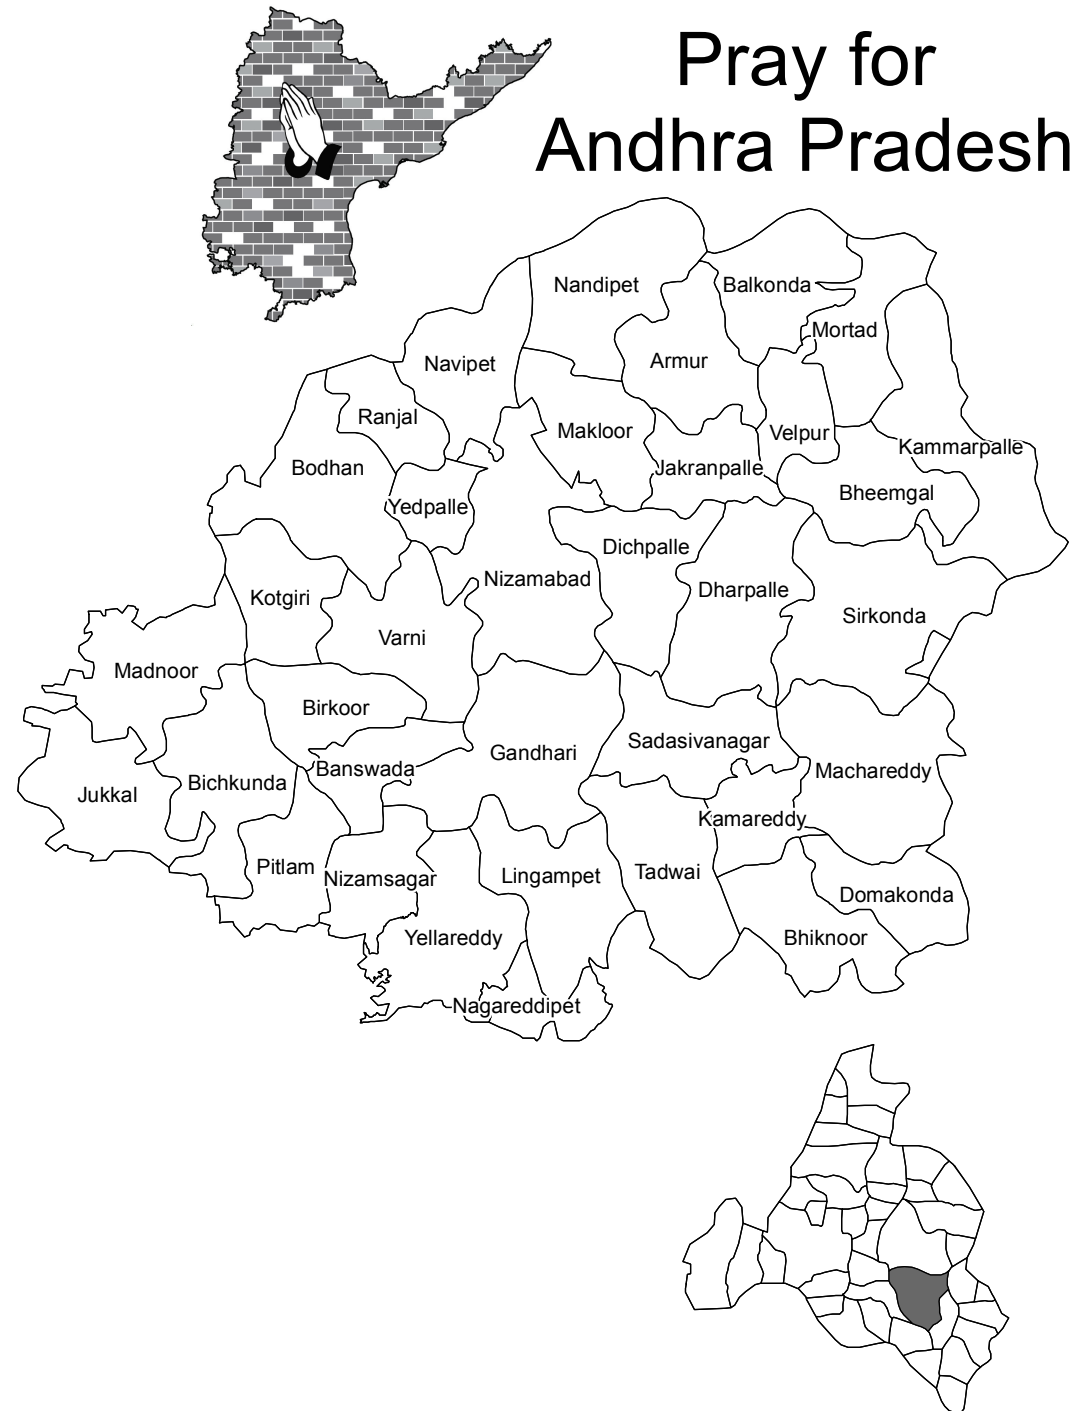 Pray for
Andhra Pradesh
Nandipet
Balkonda
Mortad
Navipet
Armur
Ranjal
Makloor
Velpur
Kammarpalle
Bodhan
Jakranpalle
Bheemgal
Yedpalle
Dichpalle
Nizamabad
Dharpalle
Kotgiri
Sirkonda
Varni
Madnoor
Birkoor
Sadasivanagar
Gandhari
Banswada
Machareddy
Bichkunda
Jukkal
Kamareddy
Pitlam
Nizamsagar
Lingampet
Tadwai
Domakonda
Yellareddy
Bhiknoor
Nagareddipet